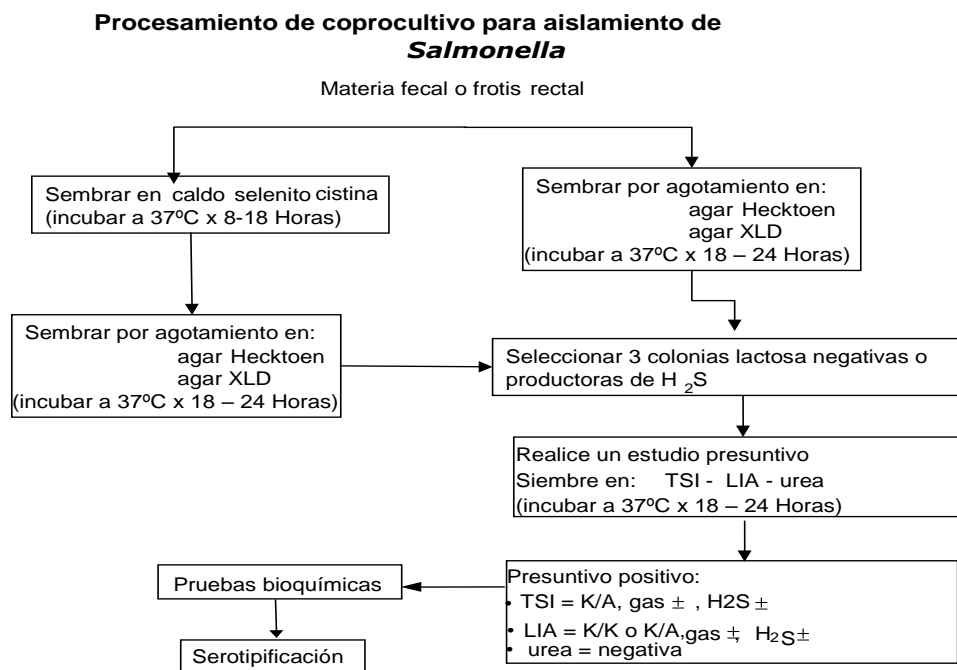 Procesamiento de coprocultivo para aislamiento de
Salmonella
Materia fecal o frotis rectal
Sembrar en caldo selenito cistina
(incubar a 37ºC x 8-18 Horas)
Sembrar por agotamiento en:
agar Hecktoen
agar XLD
(incubar a 37ºC x 18 – 24 Horas)
Sembrar por agotamiento en:
agar Hecktoen
agar XLD
(incubar a 37ºC x 18 – 24 Horas)
Seleccionar 3 colonias lactosa negativas o
productoras de H 2S
Realice un estudio presuntivo
Siembre en: TSI - LIA - urea
(incubar a 37ºC x 18 – 24 Horas)
Presuntivo positivo:
• TSI = K/A, gas ± , H2S ±
• LIA = K/K o K/A, gas ±, H2S ±
• urea = negativa
Pruebas bioquímicas
Serotipificación